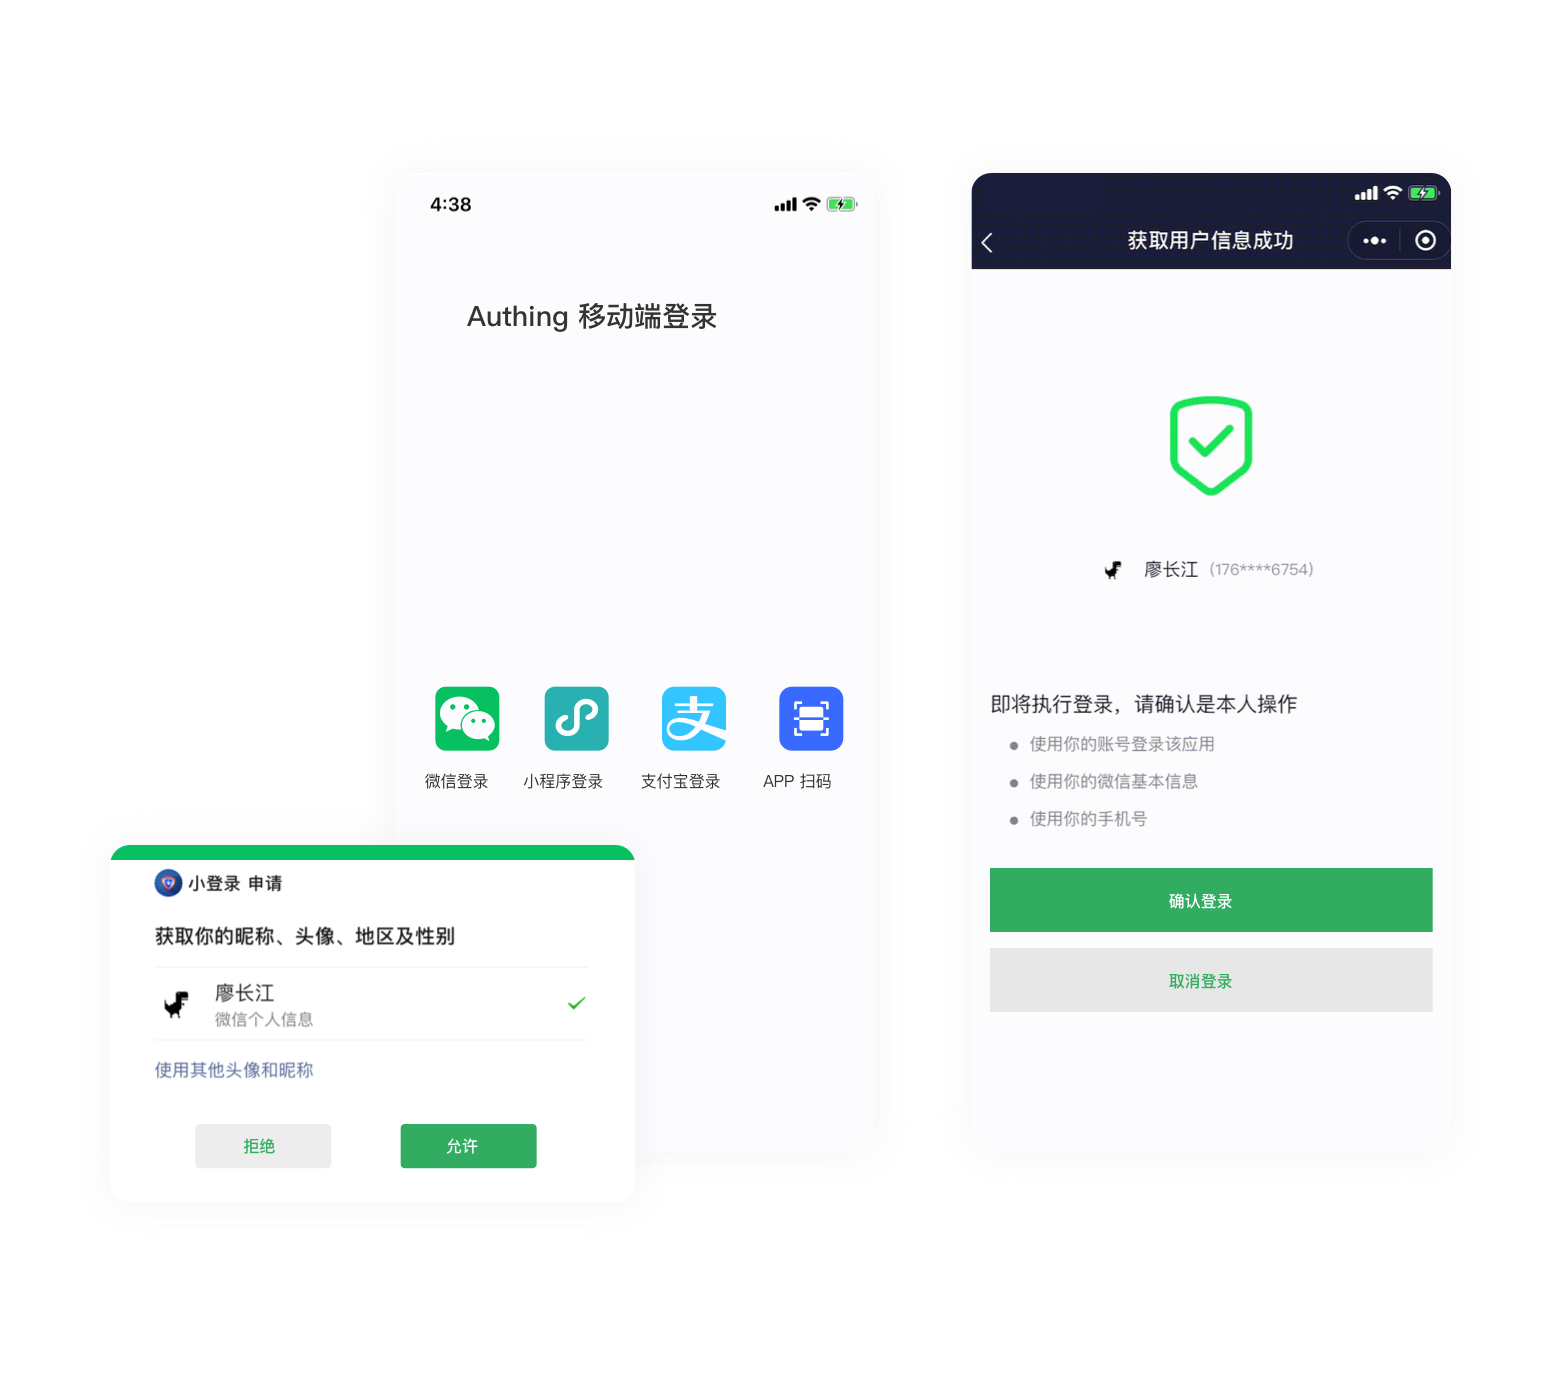 4:38
Authing 移动端登录
微信登录 小程序登录 支付宝登录 APP 扫码
小登录 申请
获取你的昵称、头像、地区及性别
廖长江
微信个人信息
使用其他头像和昵称
拒绝 允许
获取用户信息成功
廖长江 (176****6754)
即将执行登录，请确认是本人操作
使用你的账号登录该应用
使用你的微信基本信息
使用你的手机号
确认登录
取消登录